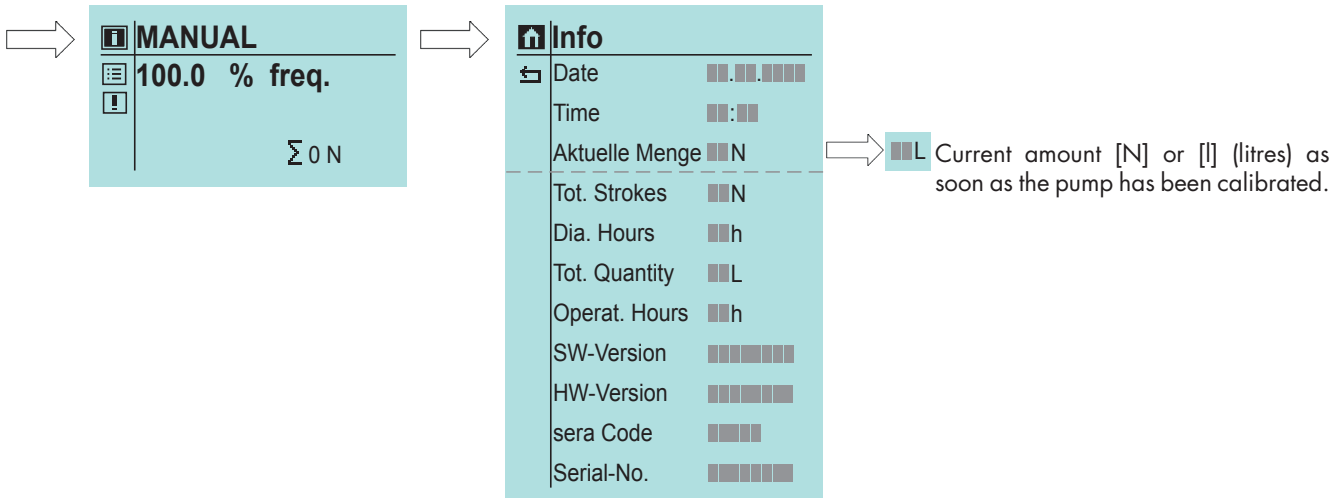 MANUAL
100.0 % freq.
Σ 0 N
Info
Date . .
Time :
Aktuelle Menge N
Tot. Strokes N
Dia. Hours h
Tot. Quantity L
Operat. Hours h
SW-Version
HW-Version
sera Code
Serial-No.
L Current amount [N] or [l] (litres) as
soon as the pump has been calibrated.